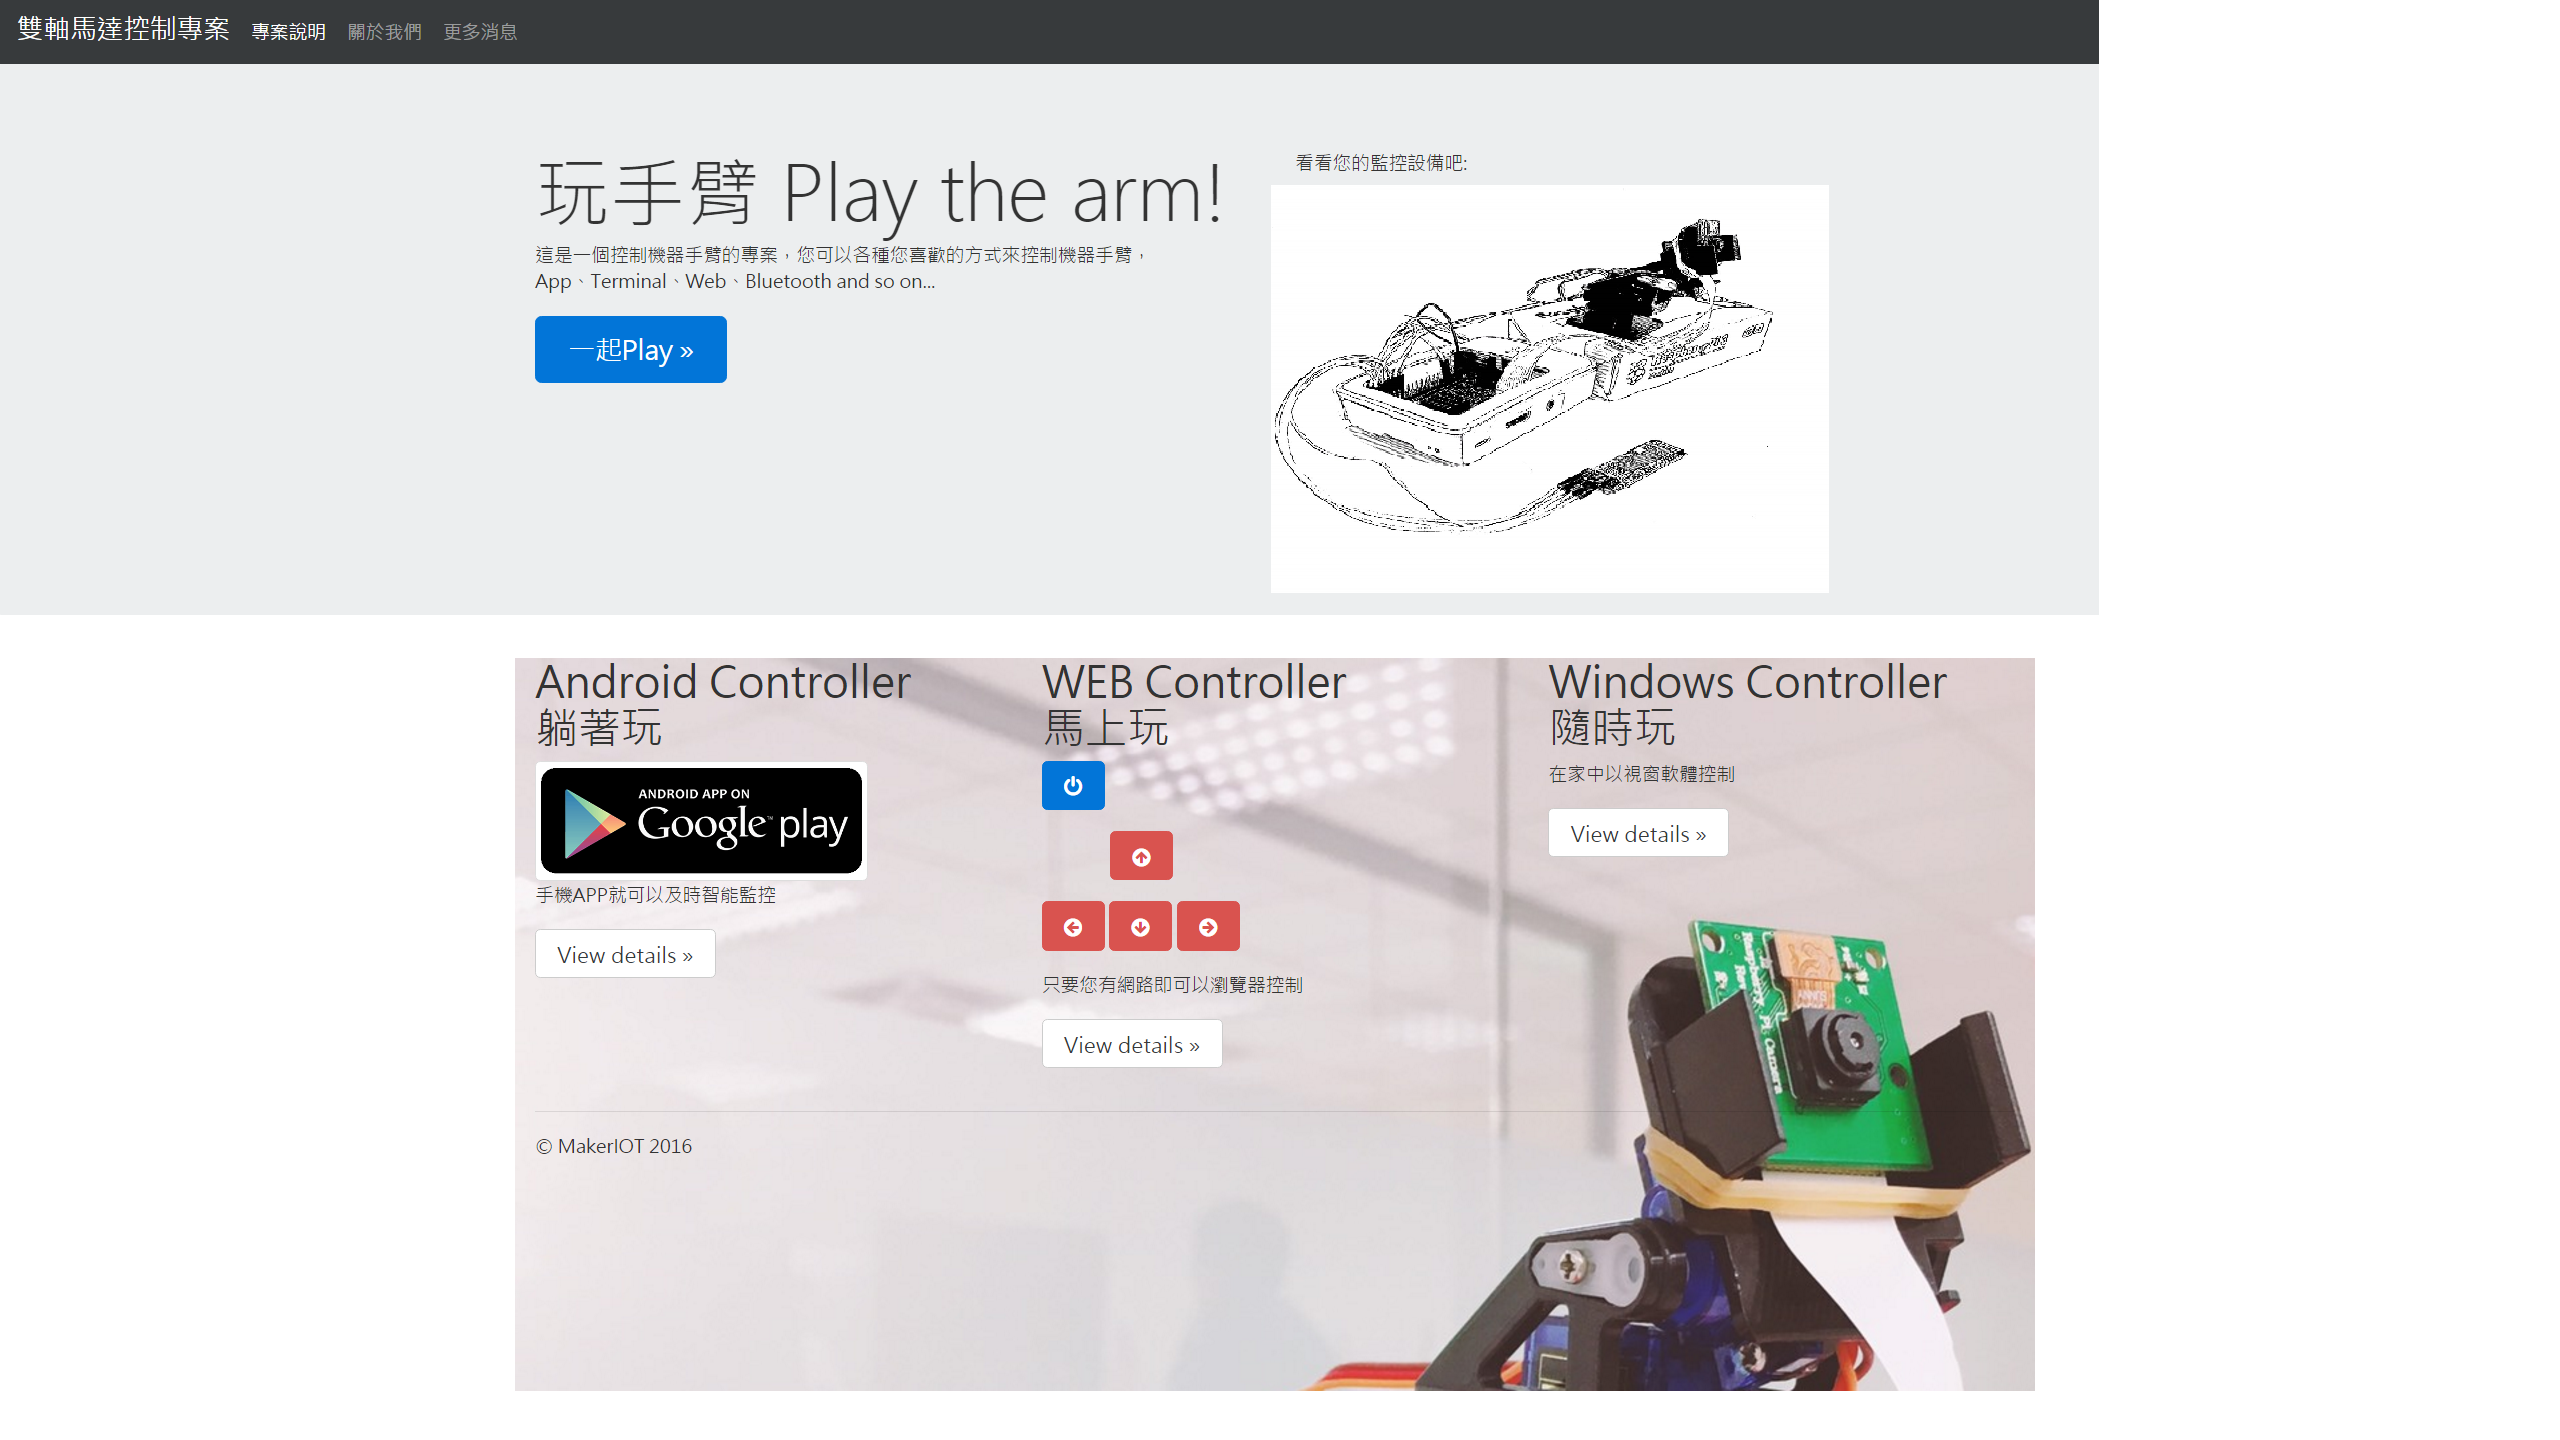 雙軸馬達控制專案 專案說明 關於我們 更多消息
玩手臂 Play the arm!
這是一個控制機器手臂的專案，您可以各種您喜歡的方式來控制機器手臂，
App、Terminal、Web、Bluetooth and so on...
一起Play »
看看您的監控設備吧:
Android Controller
躺著玩
ANDROID APP ON
Google play
手機APP就可以及時智能監控
View details »
WEB Controller
馬上玩
只要您有網路即可以瀏覽器控制
View details »
Windows Controller
隨時玩
在家中以視窗軟體控制
View details »
© MakerIOT 2016